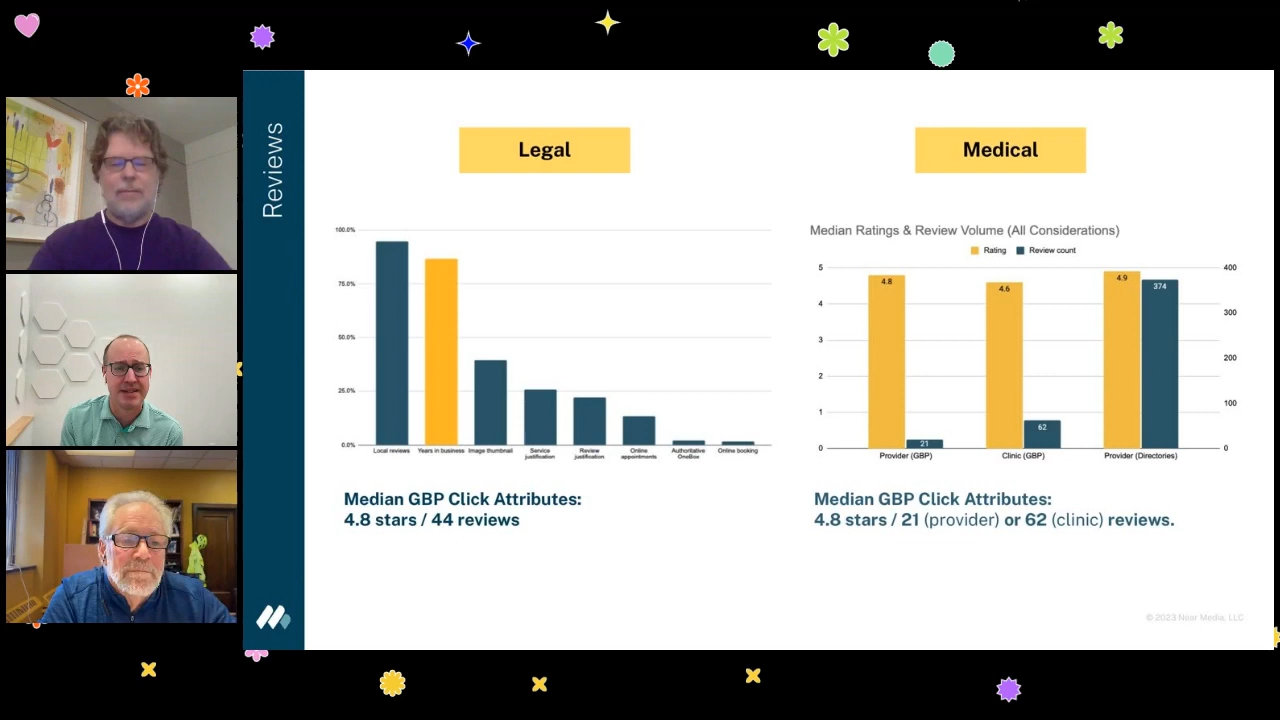 Reviews
Legal
100.0%
75.0%
50.0%
25.0%
0.0%
Local reviews
Years in business
Image thumbnail
Service
justification
Review
justification
Online
appointments
Authoritative
OneBox
Online booking
Median GBP Click Attributes:
4.8 stars / 44 reviews
Medical
Median Ratings & Review Volume (All Considerations)
Rating
Review count
5
4
3
2
1
0
400
300
200
100
0
4.8
21
4.6
62
4.9
374
Provider (GBP)
Clinic (GBP)
Provider (Directories)
Median GBP Click Attributes:
4.8 stars / 21 (provider) or 62 (clinic) reviews.
© 2023 Near Media, LLC